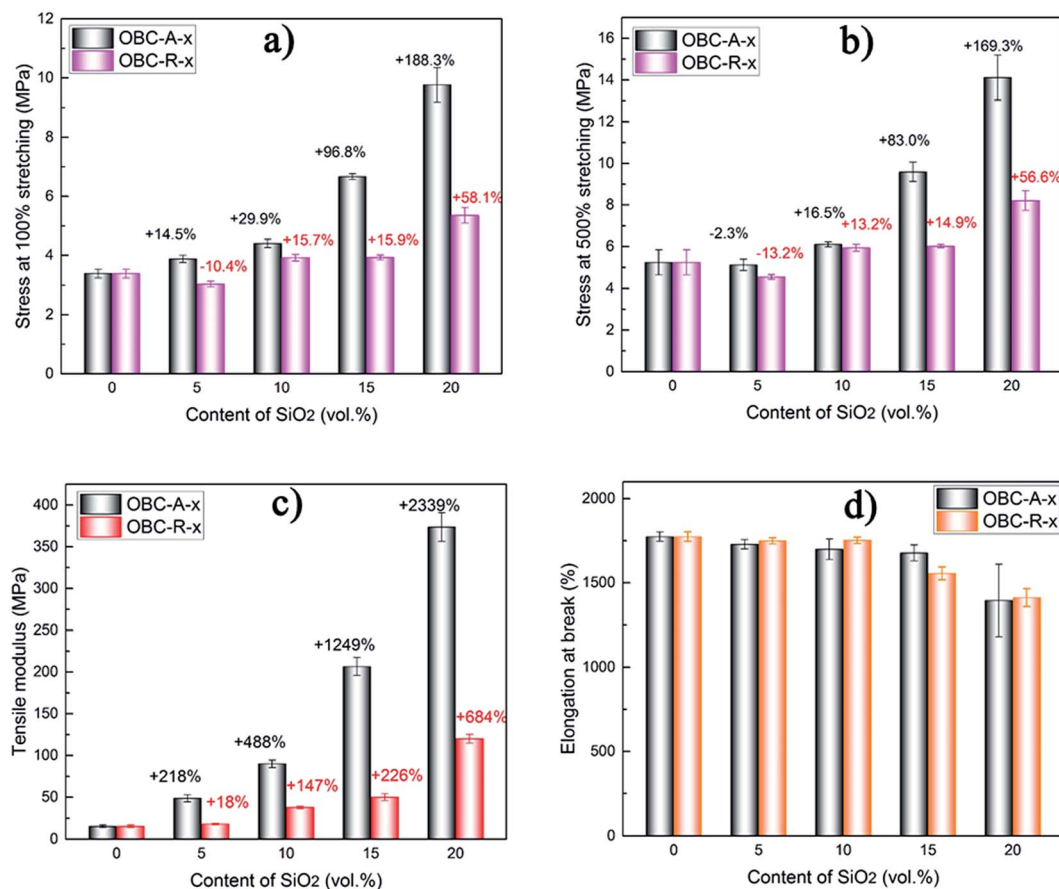 a)
OBC-A-x
OBC-R-x
+14.5%
-10.4%
+29.9%
+15.7%
+96.8%
+15.9%
+188.3%
+58.1%
Stress at 100% stretching (MPa)
12
10
8
6
4
2
0
0 5 10 15 20
Content of SiO2 (vol.%)
b)
OBC-A-x
OBC-R-x
-2.3%
-13.2%
+16.5%
+13.2%
+83.0%
+14.9%
+169.3%
+56.6%
Stress at 500% stretching (MPa)
16
14
12
10
8
6
4
2
0
0 5 10 15 20
Content of SiO2 (vol.%)
c)
OBC-A-x
OBC-R-x
+218%
+18%
+488%
+147%
+1249%
+226%
+2339%
+684%
Tensile modulus (MPa)
400
350
300
250
200
150
100
50
0
0 5 10 15 20
Content of SiO2 (vol.%)
d)
OBC-A-x
OBC-R-x
Elongation at break (%)
2000
1500
1000
500
0
0 5 10 15 20
Content of SiO2 (vol.%)